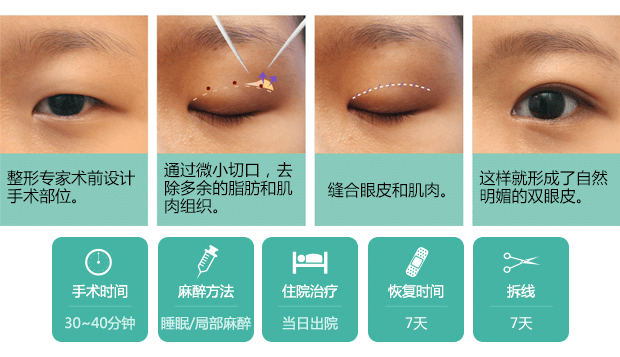 整形专家术前设计
手术部位。
通过微小切口，去
除多余的脂肪和肌
肉组织。
缝合眼皮和肌肉。
这样就形成了自然
明媚的双眼皮。
手术时间
30~40分钟
麻醉方法
睡眠/局部麻醉
住院治疗
当日出院
恢复时间
7天
拆线
7天